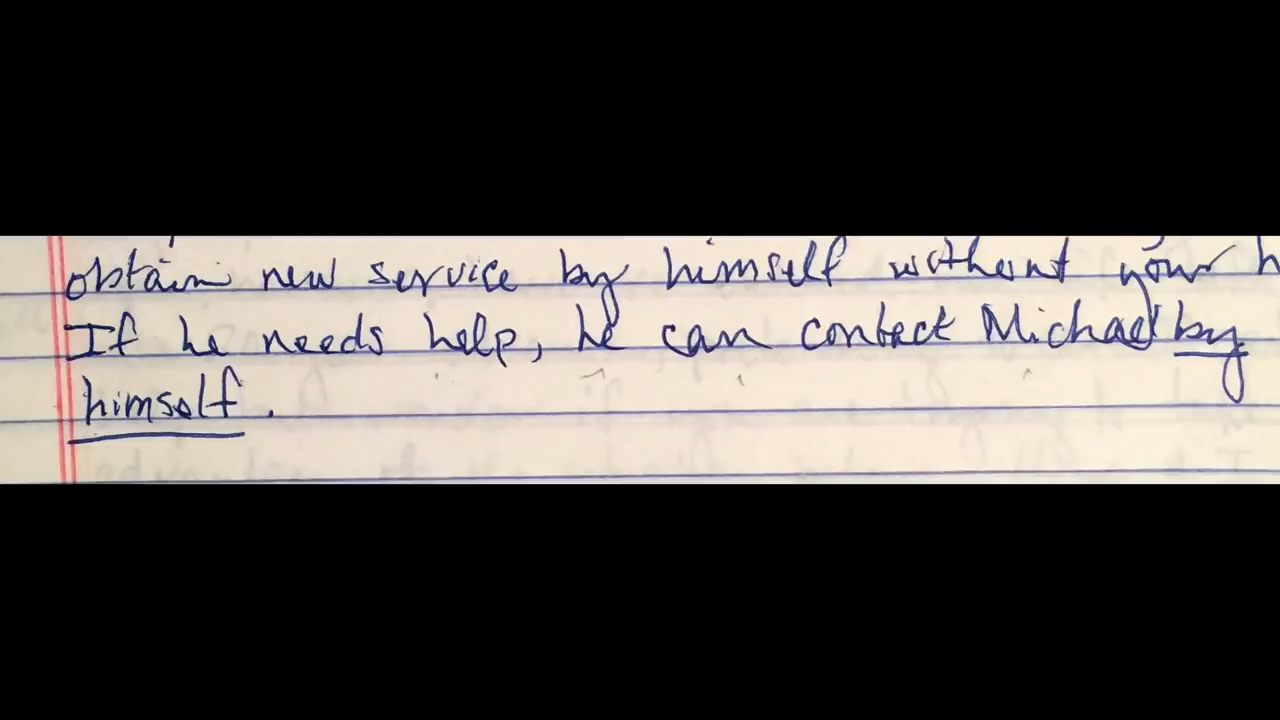 obtain new service by himself without your h
If he needs help, he can contact Michael by
himself.